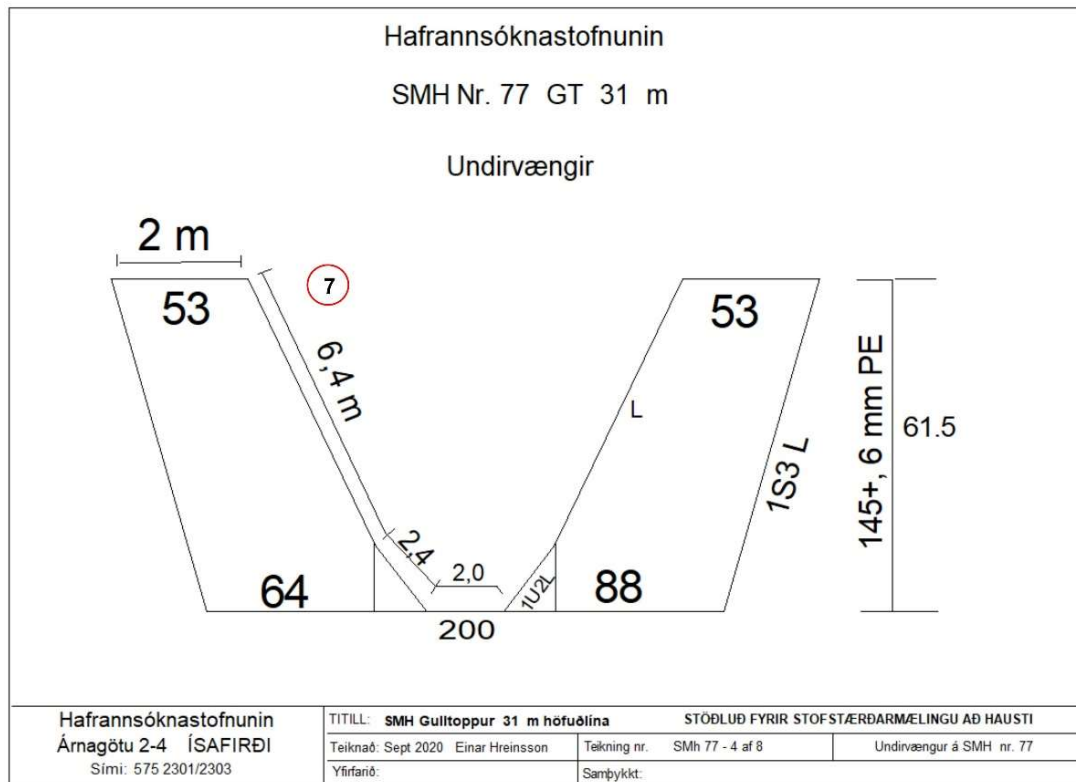 Hafrannsóknastofnunin
SMH Nr. 77 GT 31 m
Undirvængir
2 m
7
53
53
6,4 m
L
145+, 6 mm PE
61.5
1S3 L
2,4
2,0
1U2L
64
88
200
Hafrannsóknastofnunin
Árnagötu 2-4 ÍSAFIRÐI
Sími: 575 2301/2303
TITILL: SMH Gulltoppur 31 m höfuðlína STÖÐLUÐ FYRIR STOFSTÆRÐARMÆLINGU AÐ HAUSTI
Teiknað: Sept 2020 Einar Hreinsson Teikning nr. SMh 77 - 4 af 8 Undirvængur á SMH nr. 77
Yfirfarið: Samþykkt: